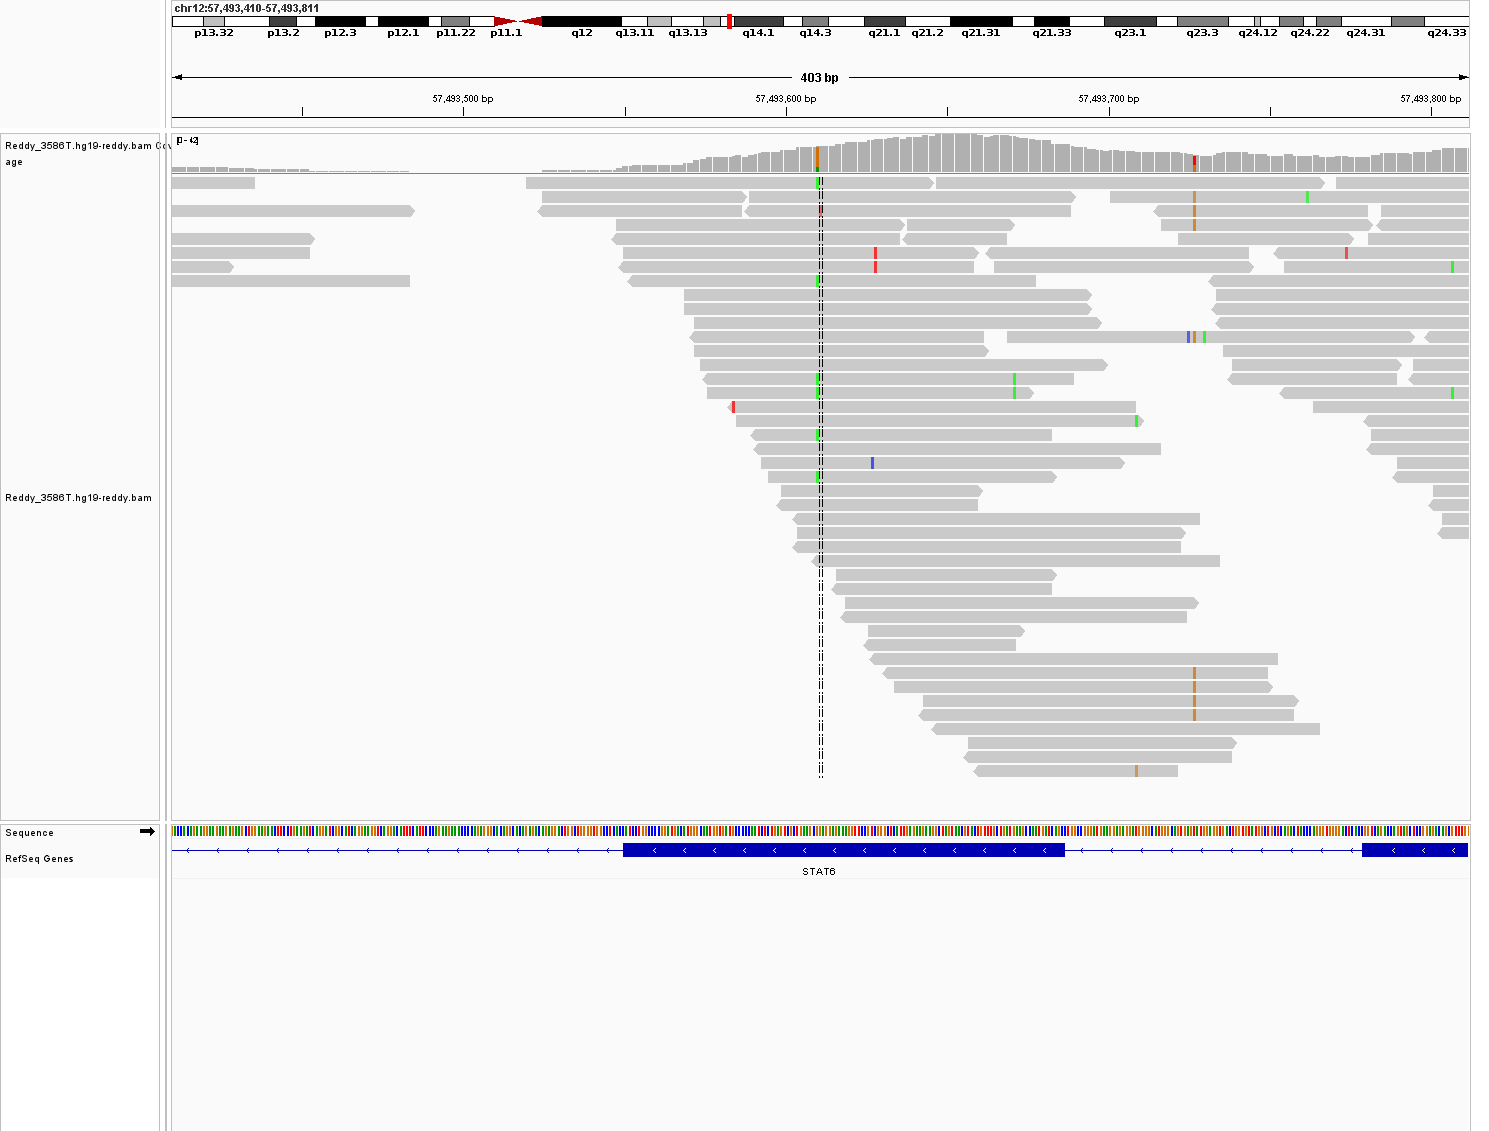 chr12:57,493,410-57,493,811
p13.32 p13.2 p12.3 p12.1 p11.22 p11.1 q12 q13.11 q13.13 q14.1 q14.3 q21.1 q21.2 q21.31 q21.33 q23.1 q23.3 q24.12 q24.22 q24.31 q24.33
403 bp
57,493,500 bp 57,493,600 bp 57,493,700 bp 57,493,800 bp
[0 - 42]
Reddy_3586T.hg19-reddy.bam
age
Reddy_3586T.hg19-reddy.bam
Sequence
RefSeq Genes
STAT6